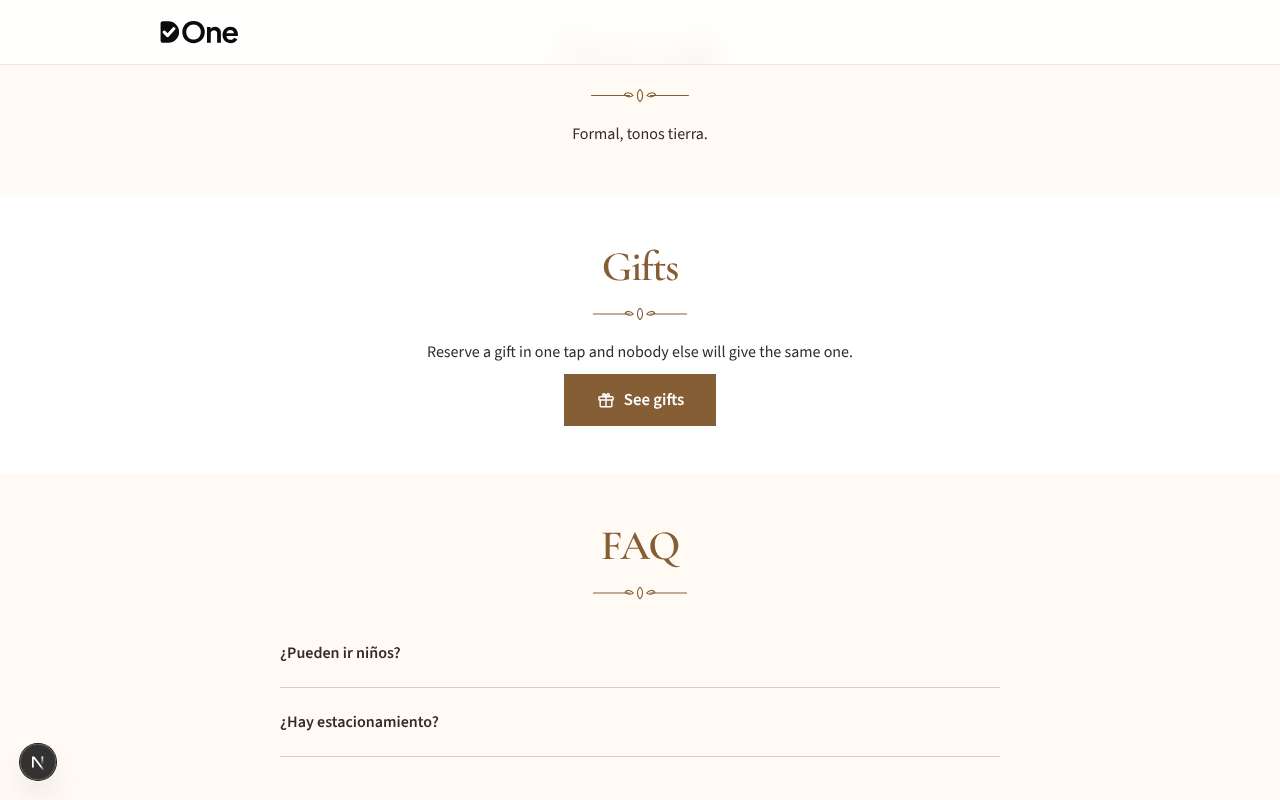 One
Formal, tonos tierra.
Gifts
Reserve a gift in one tap and nobody else will give the same one.
See gifts
FAQ
¿Pueden ir niños?
¿Hay estacionamiento?
N